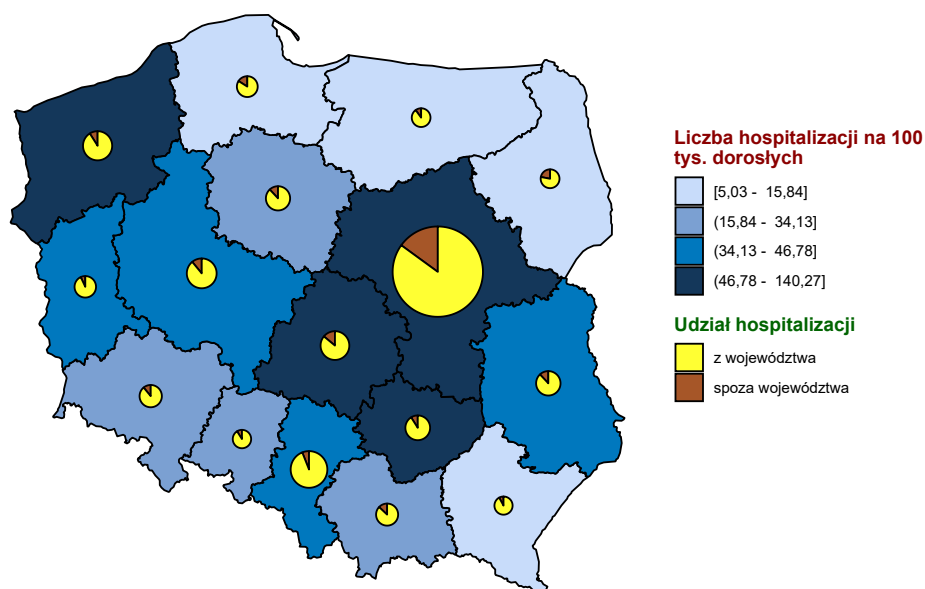 Liczba hospitalizacji na 100
tys. dorosłych
[5,03 - 15,84]
(15,84 - 34,13]
(34,13 - 46,78]
(46,78 - 140,27]
Udział hospitalizacji
z województwa
spoza województwa